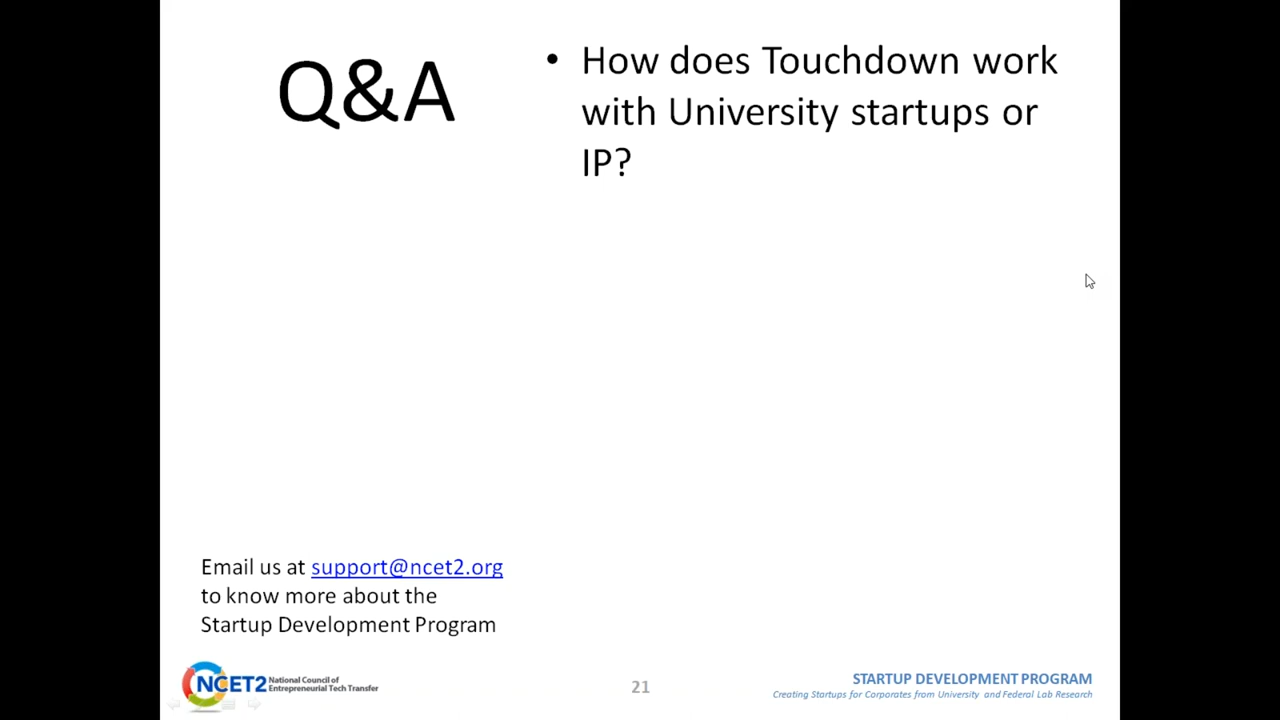 Q&A
• How does Touchdown work
with University startups or
IP?
Email us at support@ncet2.org
to know more about the
Startup Development Program
NCET2 National Council of
Entrepreneurial Tech Transfer
21
STARTUP DEVELOPMENT PROGRAM
Creating Startups for Corporates from University and Federal Lab Research